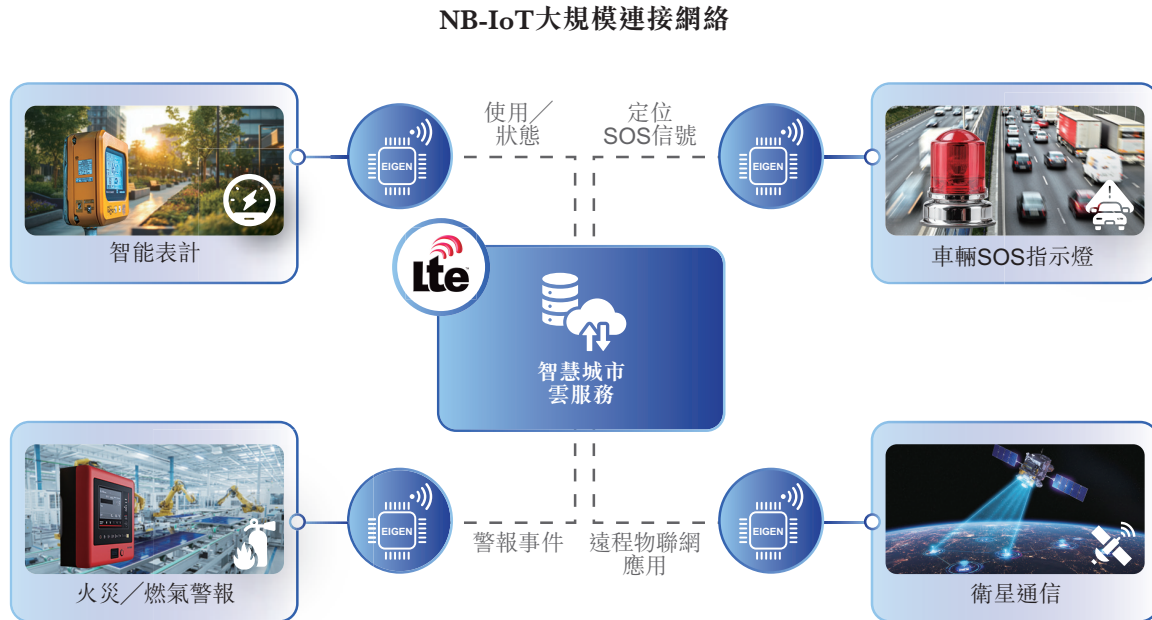 NB-IoT大規模連接網絡
使用／
狀態
定位
SOS信號
EIGEN
EIGEN
智能表計
車輛SOS指示燈
Lte
智慧城市
雲服務
EIGEN
EIGEN
警報事件
遠程物聯網
應用
火災／燃氣警報
衛星通信